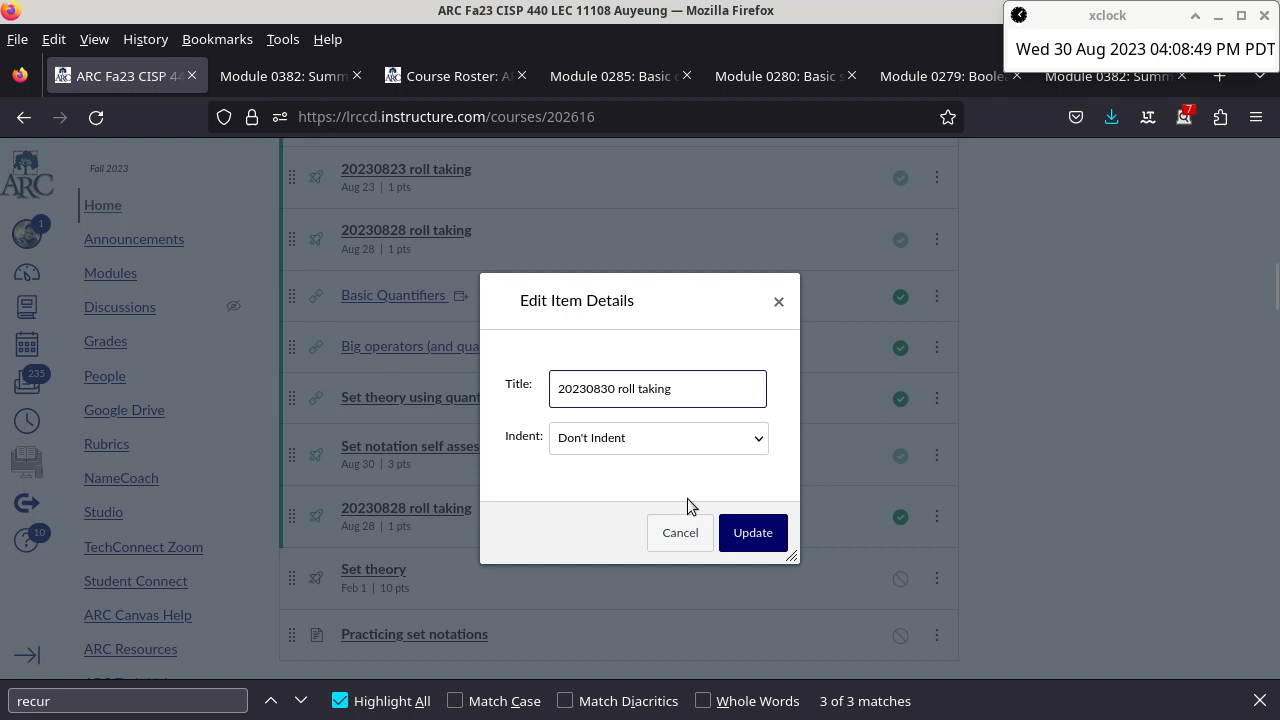 ARC Fa23 CISP 440 LEC 11108 Auyeung — Mozilla Firefox
xclock
Wed 30 Aug 2023 04:08:49 PM PDT
File Edit View History Bookmarks Tools Help
ARC Fa23 CISP 44
Module 0382: Summ
Course Roster: A
Module 0285: Basic c
Module 0280: Basic s
Module 0279: Boole
Module 0382: Summ
https://lrccd.instructure.com/courses/202616
7
ARC
Fall 2023
1
235
10
Home
Announcements
Modules
Discussions
Grades
People
Google Drive
Rubrics
NameCoach
Studio
TechConnect Zoom
Student Connect
ARC Canvas Help
ARC Resources
20230823 roll taking
Aug 23 | 1 pts
20230828 roll taking
Aug 28 | 1 pts
Basic Quantifiers
Big operators (and qua
Set theory using quant
Set notation self asses
Aug 30 | 3 pts
20230828 roll taking
Aug 28 | 1 pts
Set theory
Feb 1 | 10 pts
Practicing set notations
Edit Item Details
Title: 20230830 roll taking
Indent: Don't Indent
Cancel Update
recur
Highlight All Match Case Match Diacritics Whole Words 3 of 3 matches